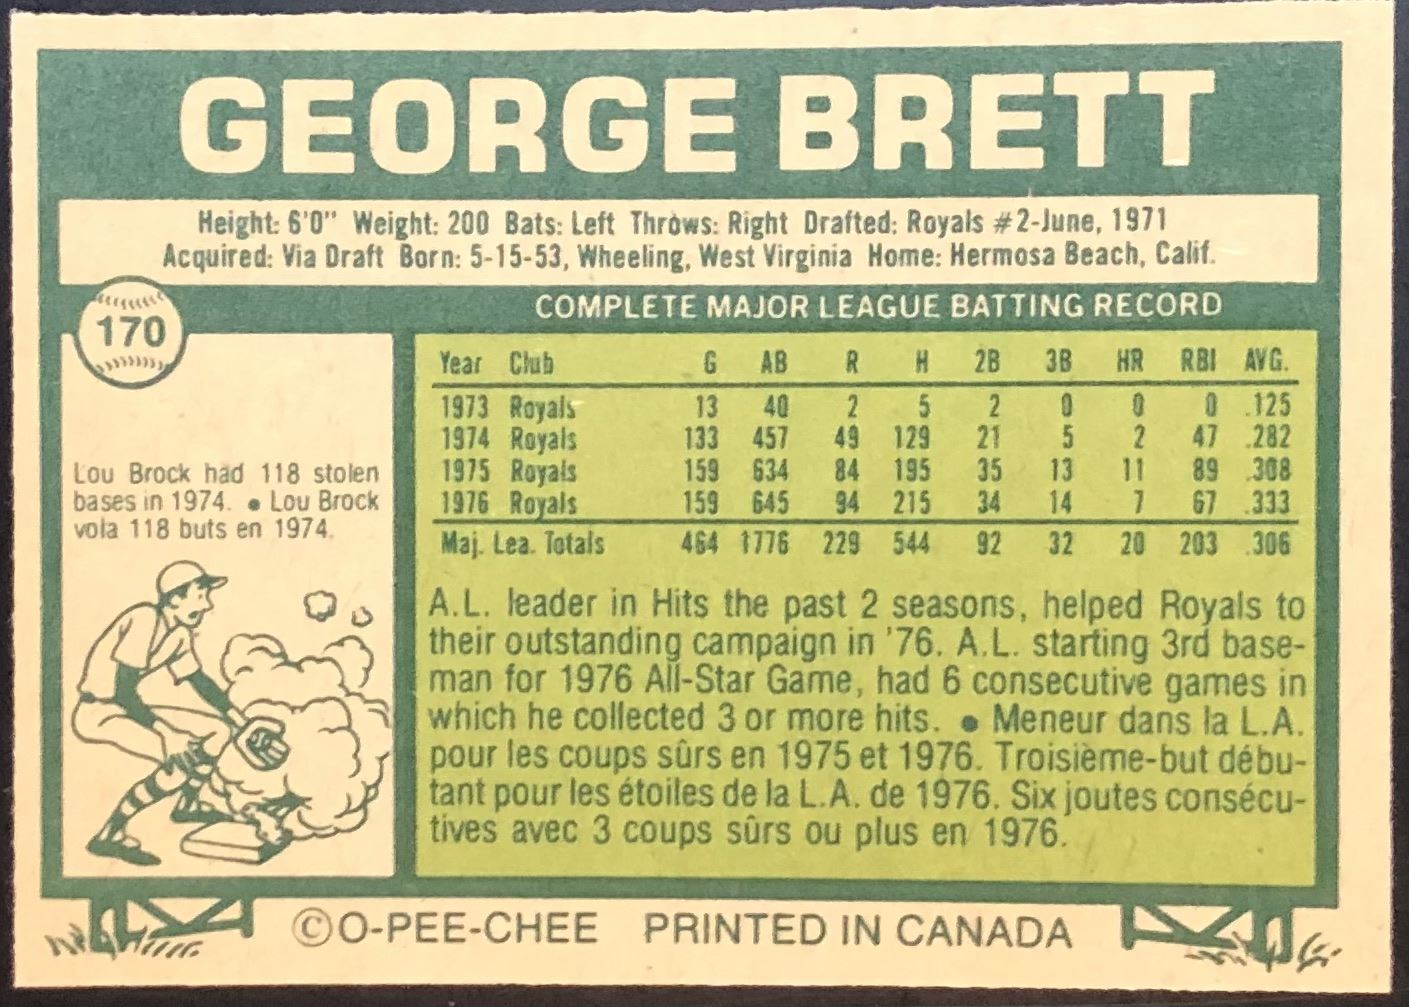 GEORGE BRETT
Height: 6'0" Weight: 200 Bats: Left Throws: Right Drafted: Royals #2-June, 1971
Acquired: Via Draft Born: 5-15-53, Wheeling, West Virginia Home: Hermosa Beach, Calif.
170
Lou Brock had 118 stolen
bases in 1974. ● Lou Brock
vola 118 buts en 1974.
COMPLETE MAJOR LEAGUE BATTING RECORD
Year Club G AB R H 2B 3B HR RBI AVG.
1973 Royals 13 40 2 5 2 0 0 0 .125
1974 Royals 133 457 49 129 21 5 2 47 .282
1975 Royals 159 634 84 195 35 13 11 89 .308
1976 Royals 159 645 94 215 34 14 7 67 .333
Maj. Lea. Totals 464 1776 229 544 92 32 20 203 .306
A.L. leader in Hits the past 2 seasons, helped Royals to
their outstanding campaign in '76. A.L. starting 3rd base-
man for 1976 All-Star Game, had 6 consecutive games in
which he collected 3 or more hits. ● Meneur dans la L.A.
pour les coups sûrs en 1975 et 1976. Troisième-but débu-
tant pour les étoiles de la L.A. de 1976. Six joutes consécu-
tives avec 3 coups sûrs ou plus en 1976.
©O-PEE-CHEE PRINTED IN CANADA